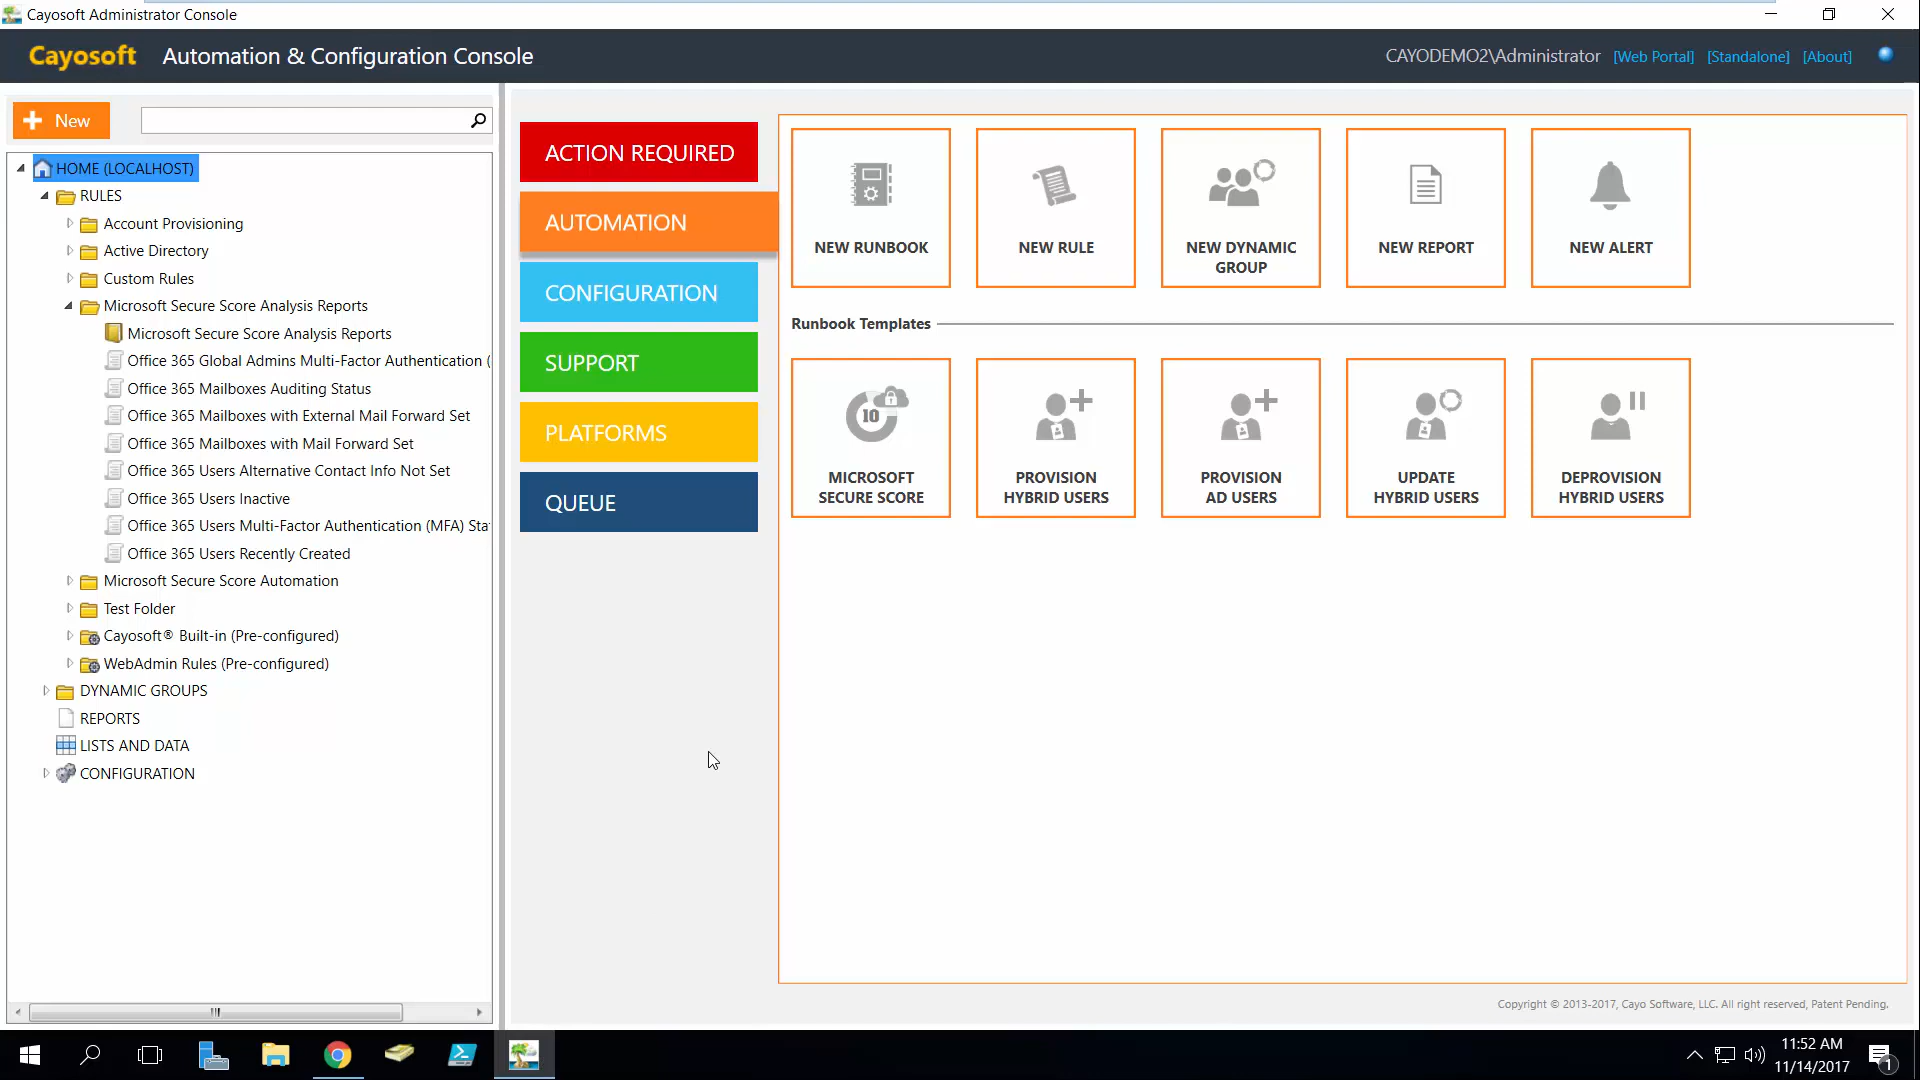 Cayosoft Administrator Console
Cayosoft Automation & Configuration Console
CAYODEMO2\Administrator [Web Portal] [Standalone] [About]
New
HOME (LOCALHOST)
RULES
Account Provisioning
Active Directory
Custom Rules
Microsoft Secure Score Analysis Reports
Microsoft Secure Score Analysis Reports
Office 365 Global Admins Multi-Factor Authentication (
Office 365 Mailboxes Auditing Status
Office 365 Mailboxes with External Mail Forward Set
Office 365 Mailboxes with Mail Forward Set
Office 365 Users Alternative Contact Info Not Set
Office 365 Users Inactive
Office 365 Users Multi-Factor Authentication (MFA) Sta
Office 365 Users Recently Created
Microsoft Secure Score Automation
Test Folder
Cayosoft® Built-in (Pre-configured)
WebAdmin Rules (Pre-configured)
DYNAMIC GROUPS
REPORTS
LISTS AND DATA
CONFIGURATION
ACTION REQUIRED
AUTOMATION
CONFIGURATION
SUPPORT
PLATFORMS
QUEUE
NEW RUNBOOK
NEW RULE
NEW DYNAMIC
GROUP
NEW REPORT
NEW ALERT
Runbook Templates
10
MICROSOFT
SECURE SCORE
PROVISION
HYBRID USERS
PROVISION
AD USERS
UPDATE
HYBRID USERS
DEPROVISION
HYBRID USERS
Copyright © 2013-2017, Cayo Software, LLC. All right reserved, Patent Pending.
11:52 AM
11/14/2017
1